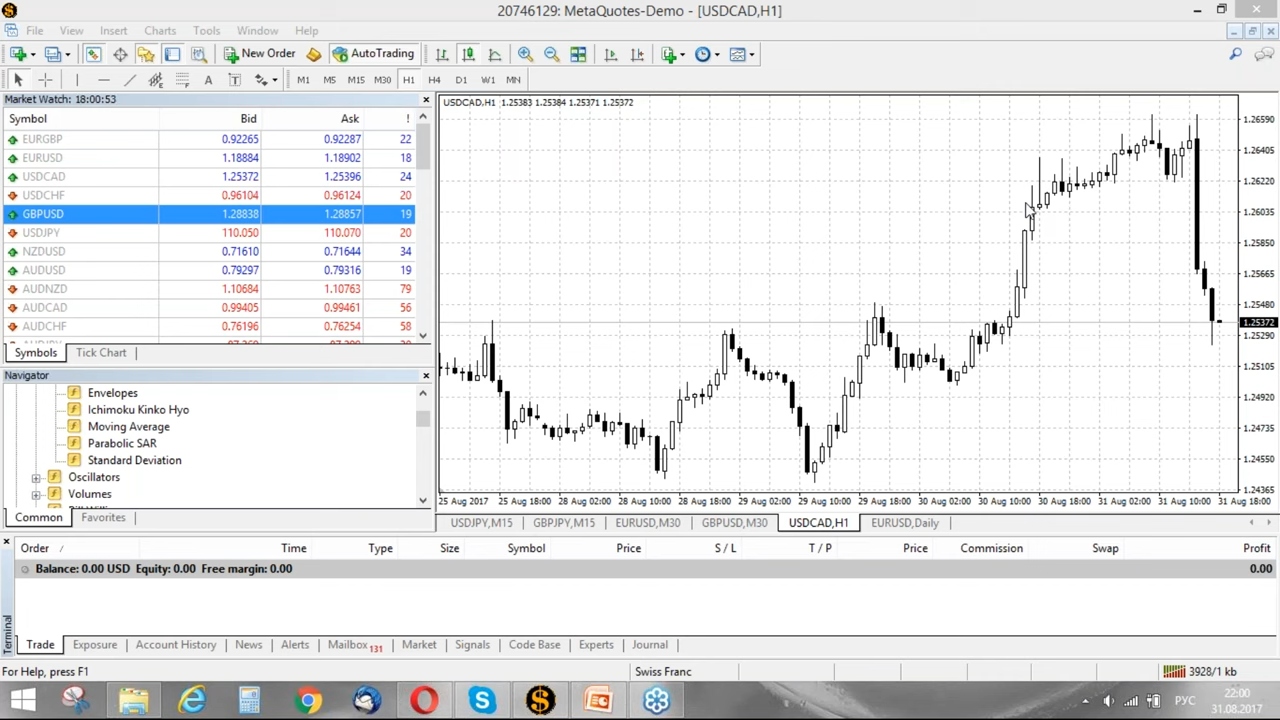 20746129: MetaQuotes-Demo - [USDCAD,H1]
File View Insert Charts Tools Window Help
New Order AutoTrading
A T M1 M5 M15 M30 H1 H4 D1 W1 MN
Market Watch: 18:00:53
Symbol Bid Ask !
EURGBP 0.92265 0.92287 22
EURUSD 1.18884 1.18902 18
USDCAD 1.25372 1.25396 24
USDCHF 0.96104 0.96124 20
GBPUSD 1.28838 1.28857 19
USDJPY 110.050 110.070 20
NZDUSD 0.71610 0.71644 34
AUDUSD 0.79297 0.79316 19
AUDNZD 1.10684 1.10763 79
AUDCAD 0.99405 0.99461 56
AUDCHF 0.76196 0.76254 58
Symbols Tick Chart
Navigator
Envelopes
Ichimoku Kinko Hyo
Moving Average
Parabolic SAR
Standard Deviation
Oscillators
Volumes
Common Favorites
USDCAD,H1 1.25383 1.25384 1.25371 1.25372
1.26590
1.26405
1.26220
1.26035
1.25850
1.25665
1.25480
1.25372
1.25290
1.25105
1.24920
1.24735
1.24550
1.24365
25 Aug 2017 25 Aug 18:00 28 Aug 02:00 28 Aug 10:00 28 Aug 18:00 29 Aug 02:00 29 Aug 10:00 29 Aug 18:00 30 Aug 02:00 30 Aug 10:00 30 Aug 18:00 31 Aug 02:00 31 Aug 10:00 31 Aug 18:00
USDJPY,M15 GBPJPY,M15 EURUSD,M30 GBPUSD,M30 USDCAD,H1 EURUSD,Daily
Order / Time Type Size Symbol Price S / L T / P Price Commission Swap Profit
Balance: 0.00 USD Equity: 0.00 Free margin: 0.00 0.00
Terminal
Trade Exposure Account History News Alerts Mailbox 131 Market Signals Code Base Experts Journal
For Help, press F1 Swiss Franc 3928/1 kb
РУС
22:00
31.08.2017